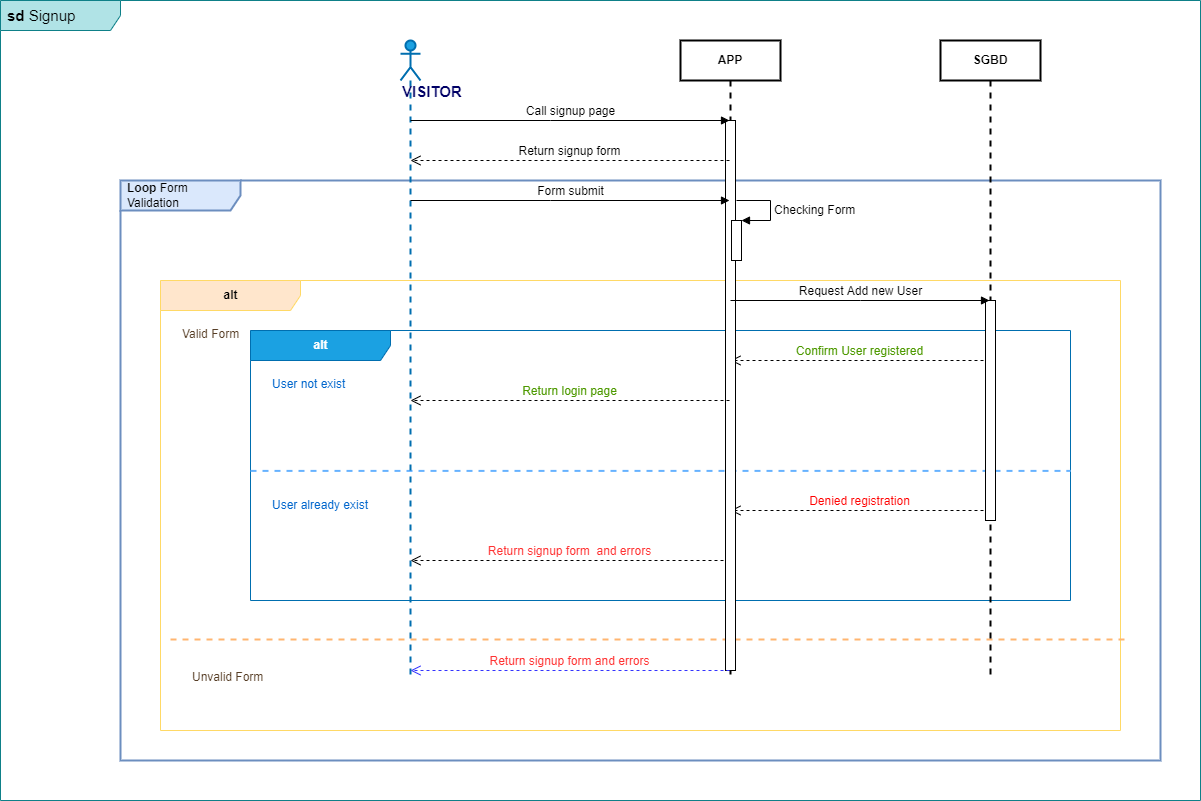 sd Signup
VISITOR
APP
SGBD
Call signup page
Return signup form
Loop Form
Validation
Form submit
Checking Form
alt
Request Add new User
Valid Form
alt
Confirm User registered
User not exist
Return login page
User already exist
Denied registration
Return signup form  and errors
Return signup form and errors
Unvalid Form